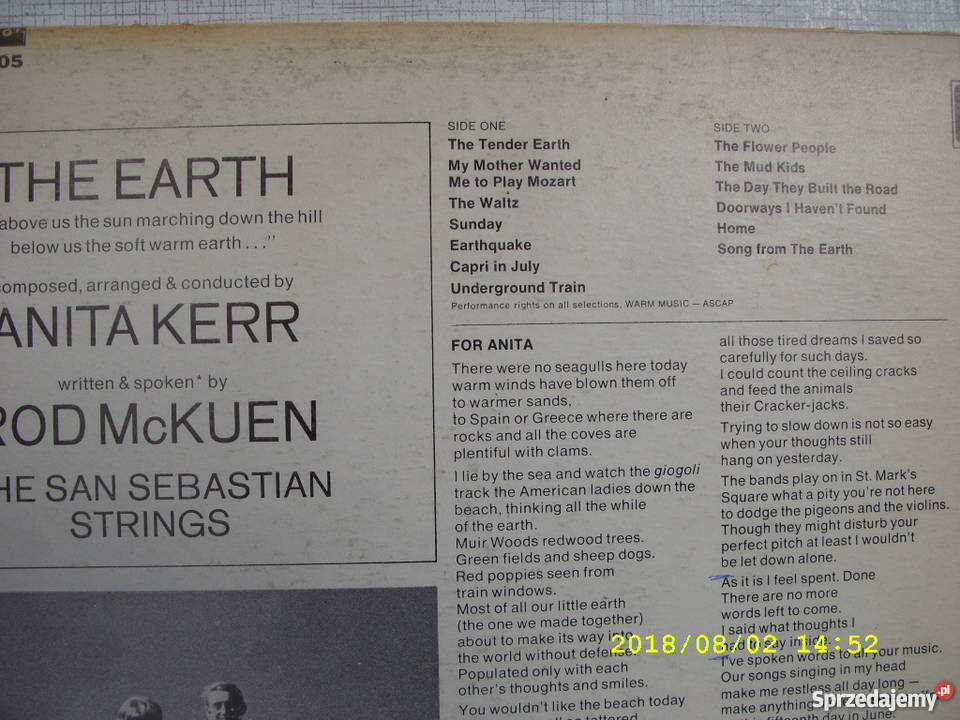 05
THE EARTH
above us the sun marching down the hill
below us the soft warm earth . . .”
composed, arranged & conducted by
ANITA KERR
written & spoken* by
ROD McKUEN
THE SAN SEBASTIAN
STRINGS
SIDE ONE
The Tender Earth
My Mother Wanted
Me to Play Mozart
The Waltz
Sunday
Earthquake
Capri in July
Underground Train
Performance rights on all selections. WARM MUSIC — ASCAP
SIDE TWO
The Flower People
The Mud Kids
The Day They Built the Road
Doorways I Haven't Found
Home
Song from The Earth
FOR ANITA
There were no seagulls here today
warm winds have blown them off
to warmer sands,
to Spain or Greece where there are
rocks and all the coves are
plentiful with clams.
I lie by the sea and watch the giogoli
track the American ladies down the
beach, thinking all the while
of the earth.
Muir Woods redwood trees.
Green fields and sheep dogs.
Red poppies seen from
train windows.
Most of all our little earth
(the one we made together)
about to make its way into
the world without defense.
Populated only with each
other's thoughts and smiles.
You wouldn't like the beach today
all those tired dreams I saved so
carefully for such days.
I could count the ceiling cracks
and feed the animals
their Cracker-jacks.
Trying to slow down is not so easy
when your thoughts still
hang on yesterday.
The bands play on in St. Mark's
Square what a pity you're not here
to dodge the pigeons and the violins.
Though they might disturb your
perfect pitch at least I wouldn't
be let down alone.
As it is I feel spent. Done
There are no more
words left to come.
I said what thoughts I
had to say inside.
I've spoken words to all your music.
Our songs singing in my head
make me restless all day long —
make anything
fifteenth day in June.
2018/08/02 14:52
Sprzedajemy.pl